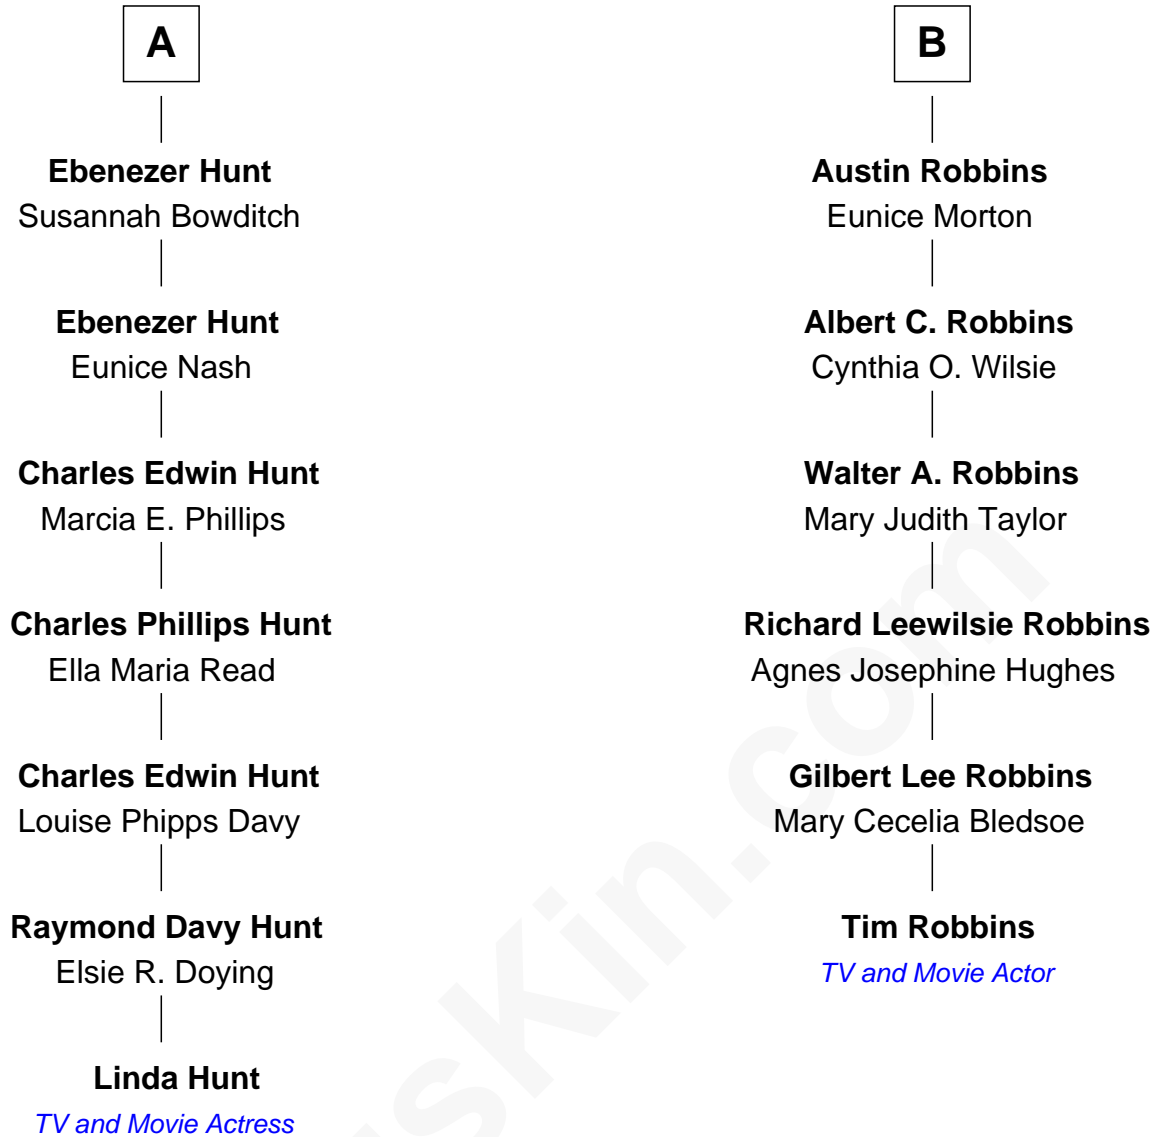 A
Ebenezer Hunt
Susannah Bowditch
Ebenezer Hunt
Eunice Nash
Charles Edwin Hunt
Marcia E. Phillips
Charles Phillips Hunt
Ella Maria Read
Charles Edwin Hunt
Louise Phipps Davy
Raymond Davy Hunt
Elsie R. Doying
Linda Hunt
TV and Movie Actress
B
Austin Robbins
Eunice Morton
Albert C. Robbins
Cynthia O. Wilsie
Walter A. Robbins
Mary Judith Taylor
Richard Leewilsie Robbins
Agnes Josephine Hughes
Gilbert Lee Robbins
Mary Cecelia Bledsoe
Tim Robbins
TV and Movie Actor